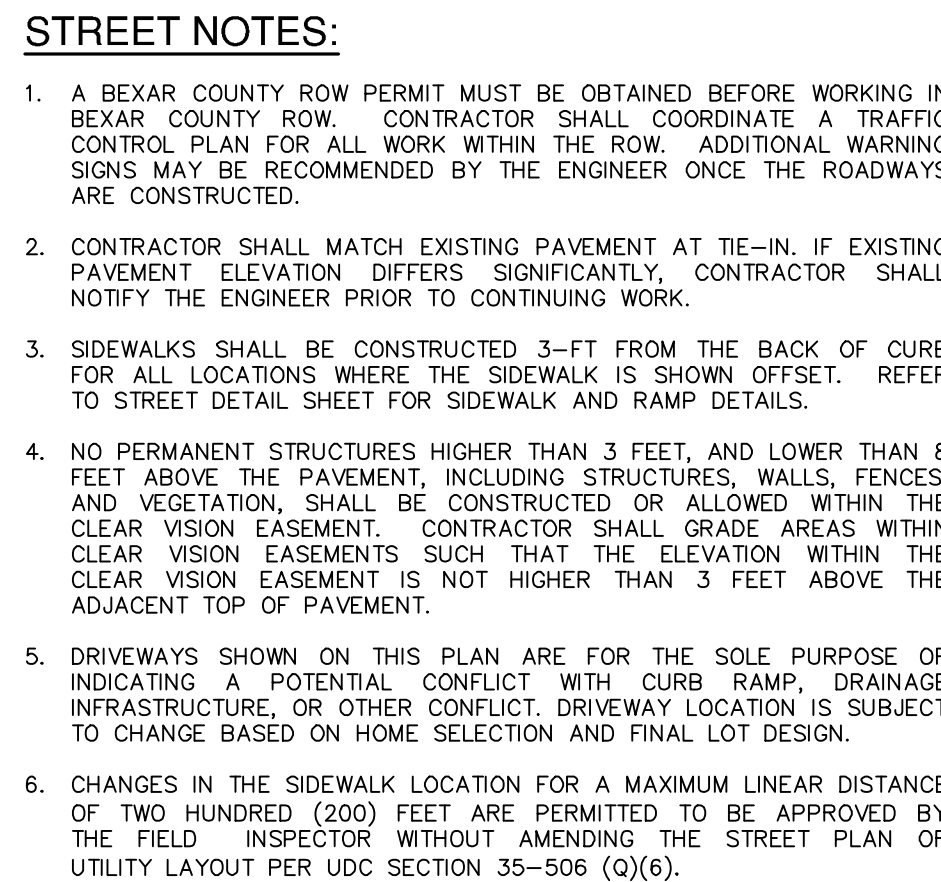 STREET NOTES:
1. A BEXAR COUNTY ROW PERMIT MUST BE OBTAINED BEFORE WORKING IN
BEXAR COUNTY ROW. CONTRACTOR SHALL COORDINATE A TRAFFIC
CONTROL PLAN FOR ALL WORK WITHIN THE ROW. ADDITIONAL WARNING
SIGNS MAY BE RECOMMENDED BY THE ENGINEER ONCE THE ROADWAYS
ARE CONSTRUCTED.
2. CONTRACTOR SHALL MATCH EXISTING PAVEMENT AT TIE-IN. IF EXISTING
PAVEMENT ELEVATION DIFFERS SIGNIFICANTLY, CONTRACTOR SHALL
NOTIFY THE ENGINEER PRIOR TO CONTINUING WORK.
3. SIDEWALKS SHALL BE CONSTRUCTED 3-FT FROM THE BACK OF CURB
FOR ALL LOCATIONS WHERE THE SIDEWALK IS SHOWN OFFSET. REFER
TO STREET DETAIL SHEET FOR SIDEWALK AND RAMP DETAILS.
4. NO PERMANENT STRUCTURES HIGHER THAN 3 FEET, AND LOWER THAN 8
FEET ABOVE THE PAVEMENT, INCLUDING STRUCTURES, WALLS, FENCES,
AND VEGETATION, SHALL BE CONSTRUCTED OR ALLOWED WITHIN THE
CLEAR VISION EASEMENT. CONTRACTOR SHALL GRADE AREAS WITHIN
CLEAR VISION EASEMENTS SUCH THAT THE ELEVATION WITHIN THE
CLEAR VISION EASEMENT IS NOT HIGHER THAN 3 FEET ABOVE THE
ADJACENT TOP OF PAVEMENT.
5. DRIVEWAYS SHOWN ON THIS PLAN ARE FOR THE SOLE PURPOSE OF
INDICATING A POTENTIAL CONFLICT WITH CURB RAMP, DRAINAGE
INFRASTRUCTURE, OR OTHER CONFLICT. DRIVEWAY LOCATION IS SUBJECT
TO CHANGE BASED ON HOME SELECTION AND FINAL LOT DESIGN.
6. CHANGES IN THE SIDEWALK LOCATION FOR A MAXIMUM LINEAR DISTANCE
OF TWO HUNDRED (200) FEET ARE PERMITTED TO BE APPROVED BY
THE FIELD INSPECTOR WITHOUT AMENDING THE STREET PLAN OR
UTILITY LAYOUT PER UDC SECTION 35-506 (Q)(6).